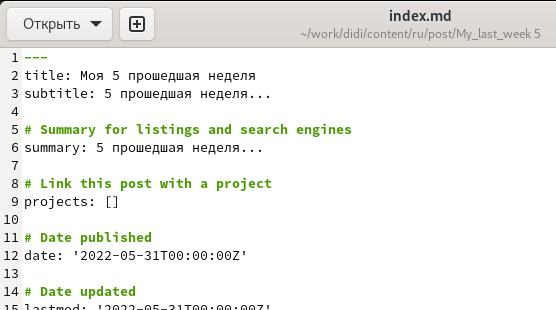 Открыть
index.md
~/work/didi/content/ru/post/My_last_week 5
1 ---
2 title: Моя 5 прошедшая неделя
3 subtitle: 5 прошедшая неделя...
4
5 # Summary for listings and search engines
6 summary: 5 прошедшая неделя...
7
8 # Link this post with a project
9 projects: []
10
11 # Date published
12 date: '2022-05-31T00:00:00Z'
13
14 # Date updated
15 lastmod: '2022-05-31T00:00:00Z'